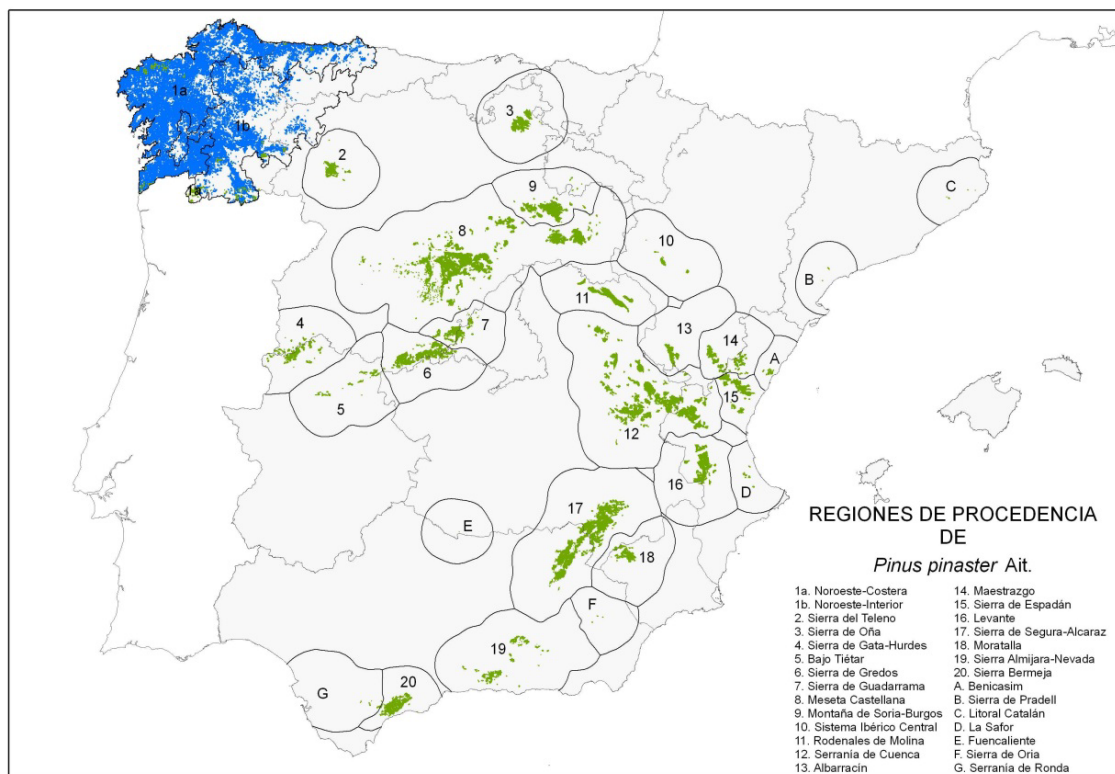 1a
1b
1a
2
3
9
8
10
C
B
11
4
7
13
14
A
6
5
15
12
16
D
17
E
18
F
19
20
G
REGIONES DE PROCEDENCIA
DE
Pinus pinaster Ait.
1a. Noroeste-Costera
1b. Noroeste-Interior
2. Sierra del Teleno
3. Sierra de Oña
4. Sierra de Gata-Hurdes
5. Bajo Tiétar
6. Sierra de Gredos
7. Sierra de Guadarrama
8. Meseta Castellana
9. Montaña de Soria-Burgos
10. Sistema Ibérico Central
11. Rodenales de Molina
12. Serranía de Cuenca
13. Albarracín
14. Maestrazgo
15. Sierra de Espadán
16. Levante
17. Sierra de Segura-Alcaraz
18. Moratalla
19. Sierra Almijara-Nevada
20. Sierra Bermeja
A. Benicasim
B. Sierra de Pradell
C. Litoral Catalán
D. La Safor
E. Fuencaliente
F. Sierra de Oria
G. Serranía de Ronda